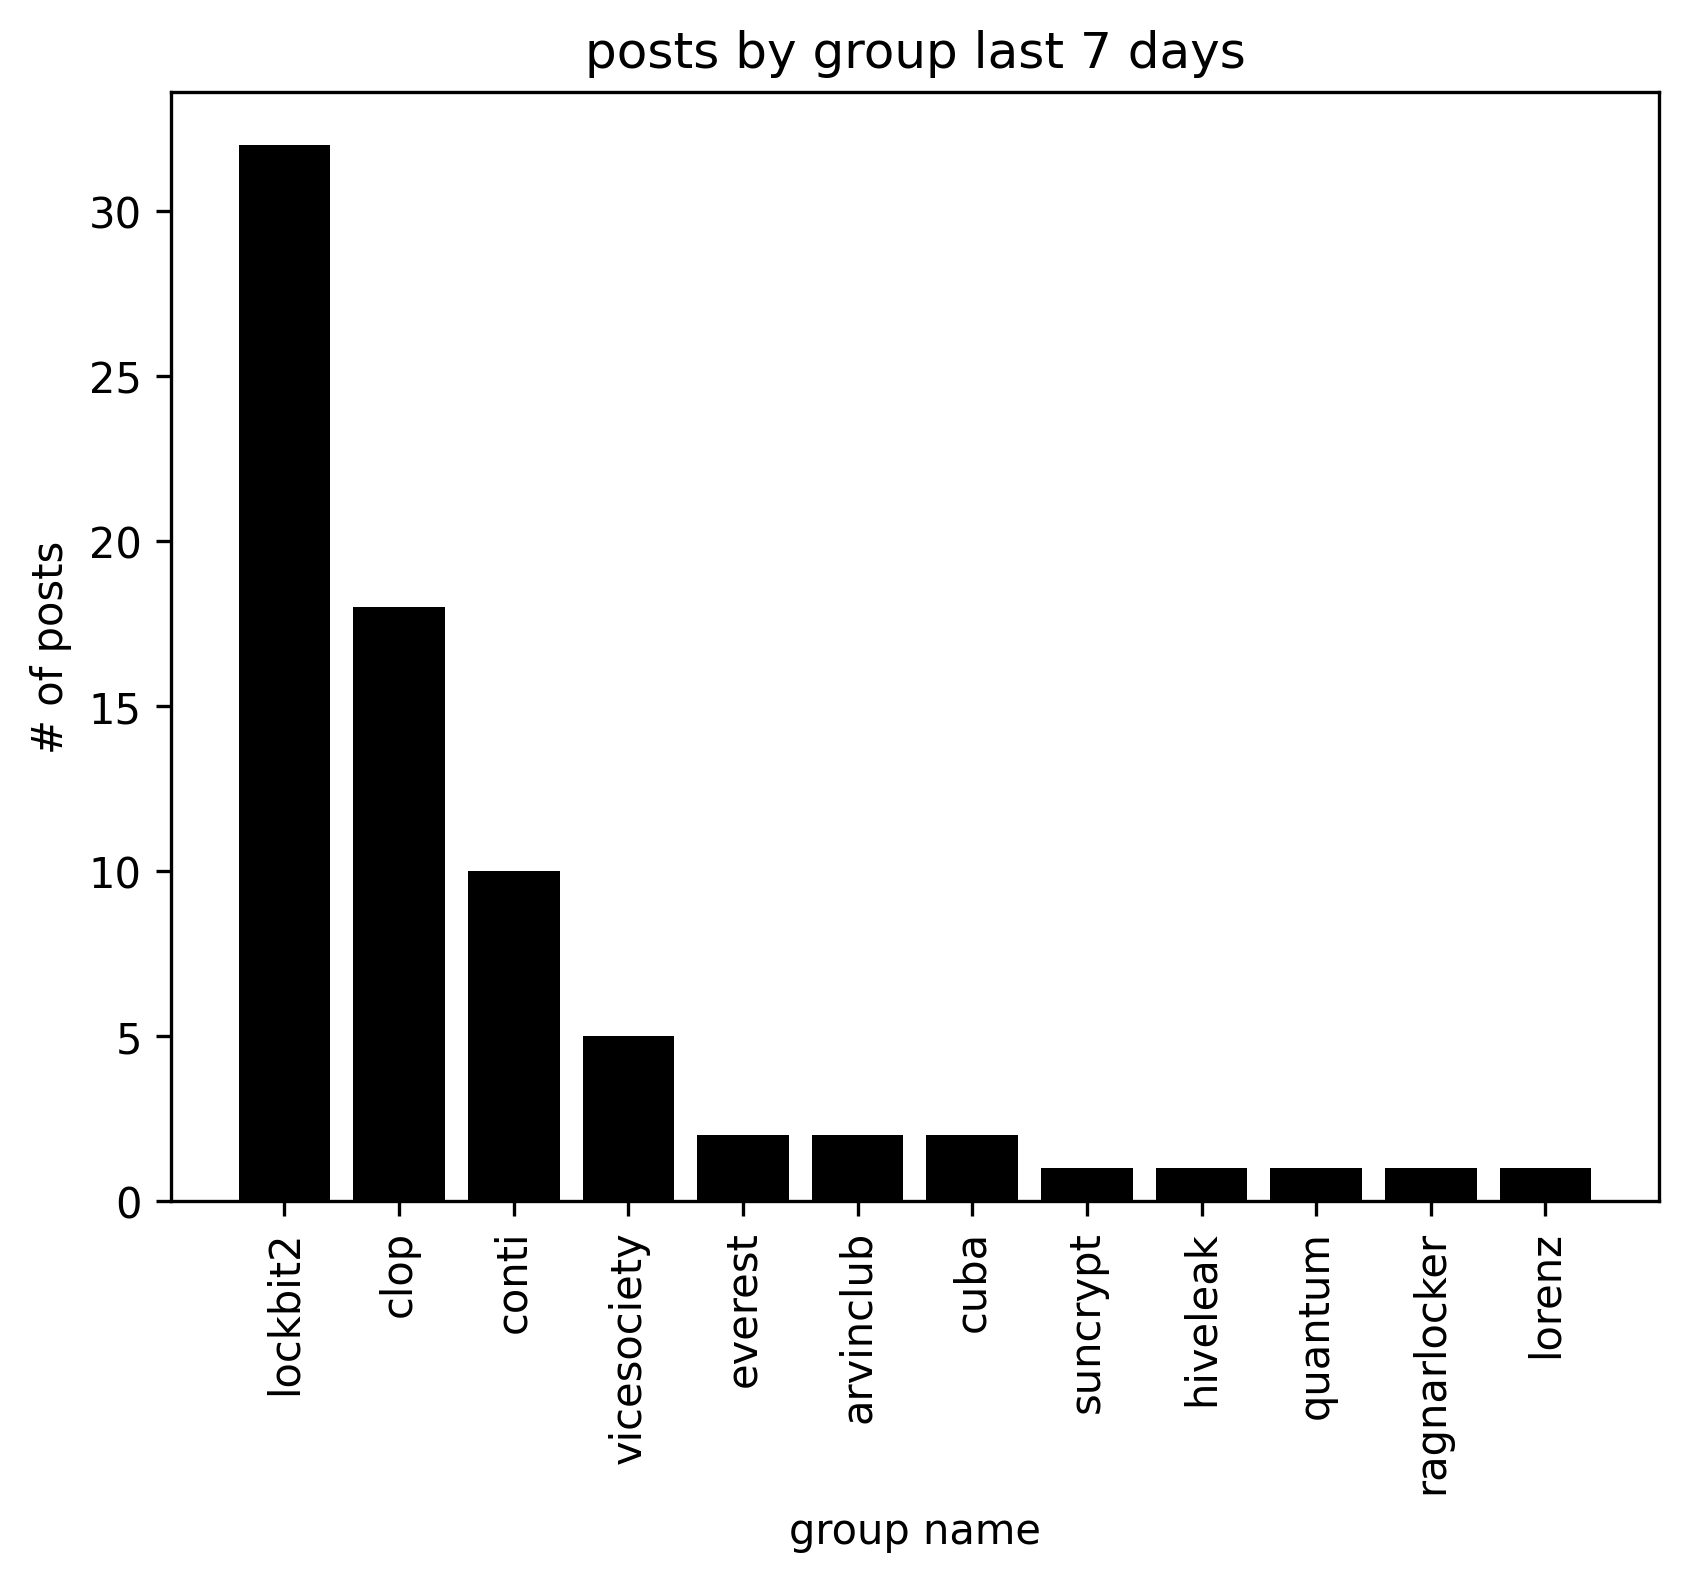 posts by group last 7 days
# of posts
30
25
20
15
10
5
0
lockbit2
clop
conti
vicesociety
everest
arvinclub
cuba
suncrypt
hiveleak
quantum
ragnarlocker
lorenz
group name